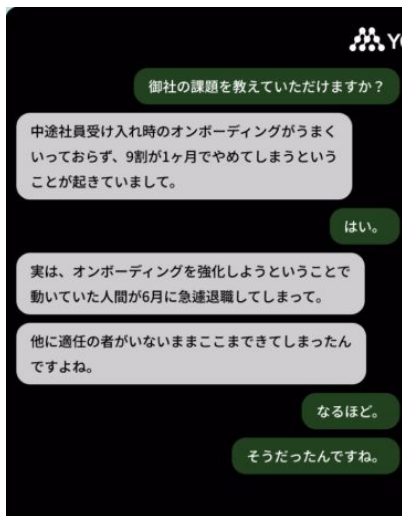 YO
御社の課題を教えていただけますか？
中途社員受け入れ時のオンボーディングがうまく
いっておらず、9割が1ヶ月でやめてしまうという
ことが起きていまして。
はい。
実は、オンボーディングを強化しようということで
動いていた人間が6月に急遽退職してしまって。
他に適任の者がいないままここまできてしまったん
ですよね。
なるほど。
そうだったんですね。